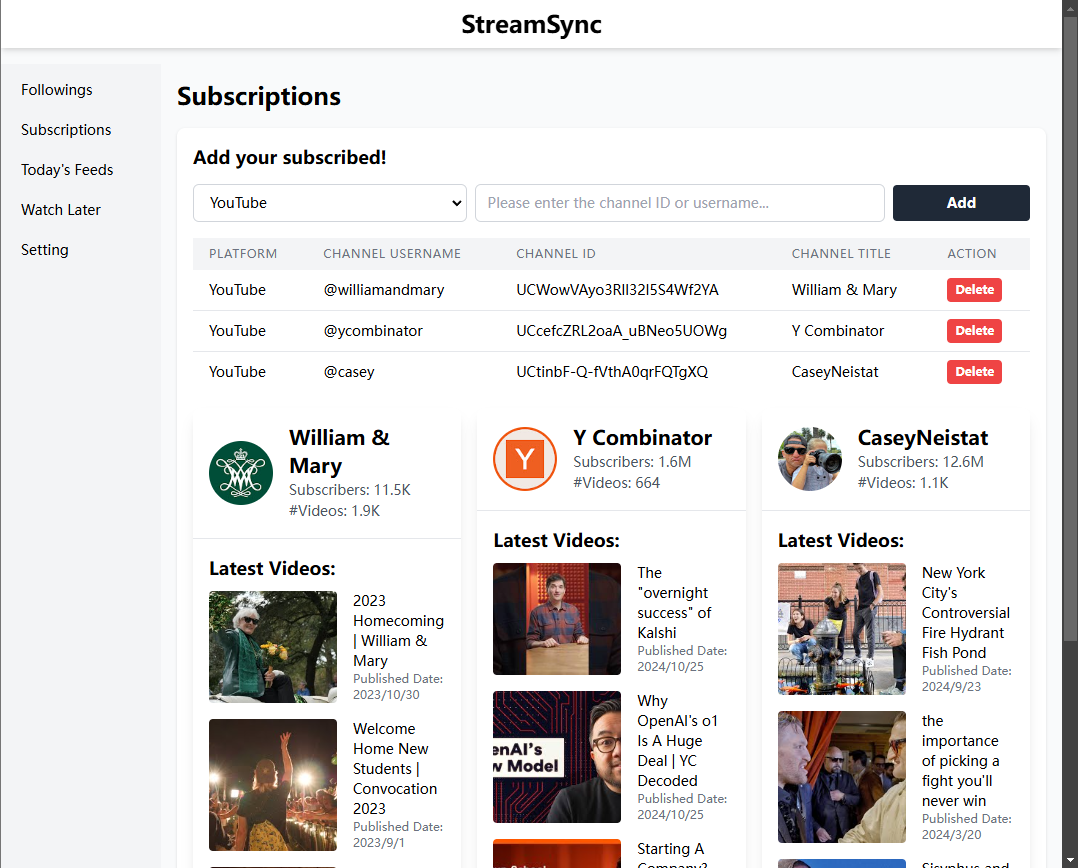 StreamSync
Followings
Subscriptions
Today's Feeds
Watch Later
Setting
Subscriptions
Add your subscribed!
YouTube
Please enter the channel ID or username...
Add
PLATFORM CHANNEL USERNAME CHANNEL ID CHANNEL TITLE ACTION
YouTube @williamandmary UCWowVAyo3RlI32I5S4Wf2YA William & Mary Delete
YouTube @ycombinator UCcefcZRL2oaA_uBNeo5UOWg Y Combinator Delete
YouTube @casey UCtinbF-Q-fVthA0qrFQTgXQ CaseyNeistat Delete
William &
Mary
Subscribers: 11.5K
#Videos: 1.9K
Latest Videos:
2023
Homecoming
| William &
Mary
Published Date:
2023/10/30
Welcome
Home New
Students |
Convocation
2023
Published Date:
2023/9/1
Y
Y Combinator
Subscribers: 1.6M
#Videos: 664
Latest Videos:
The
"overnight
success" of
Kalshi
Published Date:
2024/10/25
enAI's
w Model
Why
OpenAI's o1
Is A Huge
Deal | YC
Decoded
Published Date:
2024/10/25
Starting A
Company?
CaseyNeistat
Subscribers: 12.6M
#Videos: 1.1K
Latest Videos:
New York
City's
Controversial
Fire Hydrant
Fish Pond
Published Date:
2024/9/23
the
importance
of picking a
fight you'll
never win
Published Date:
2024/3/20
Sisyphus and